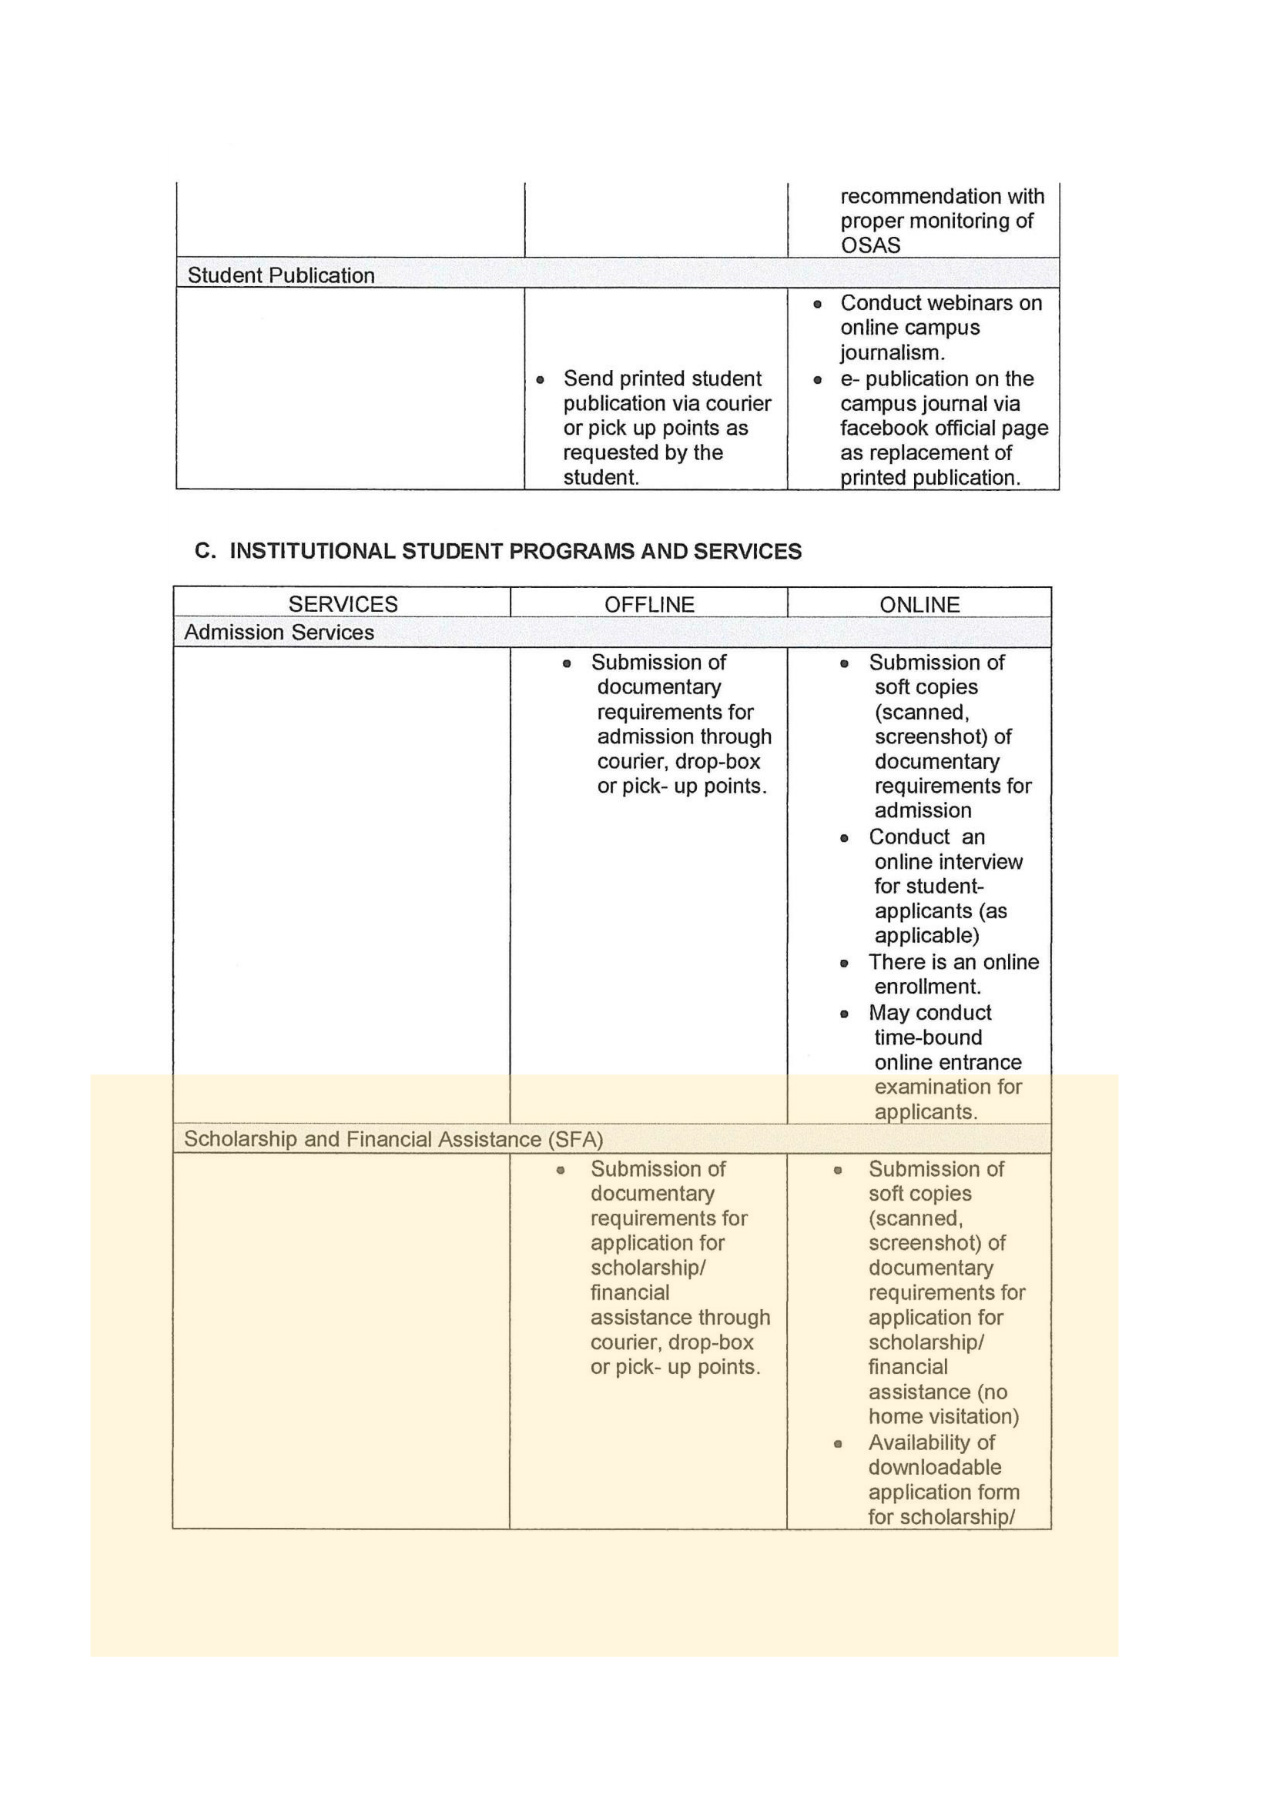 recommendation with
proper monitoring of
OSAS
Student Publication
• Send printed student
publication via courier
or pick up points as
requested by the
student.
• Conduct webinars on
online campus
journalism.
• e- publication on the
campus journal via
facebook official page
as replacement of
printed publication.
C. INSTITUTIONAL STUDENT PROGRAMS AND SERVICES
SERVICES OFFLINE ONLINE
Admission Services
• Submission of
documentary
requirements for
admission through
courier, drop-box
or pick- up points.
• Submission of
soft copies
(scanned,
screenshot) of
documentary
requirements for
admission
• Conduct an
online interview
for student-
applicants (as
applicable)
• There is an online
enrollment.
• May conduct
time-bound
online entrance
examination for
applicants.
Scholarship and Financial Assistance (SFA)
• Submission of
documentary
requirements for
application for
scholarship/
financial
assistance through
courier, drop-box
or pick- up points.
• Submission of
soft copies
(scanned,
screenshot) of
documentary
requirements for
application for
scholarship/
financial
assistance (no
home visitation)
• Availability of
downloadable
application form
for scholarship/